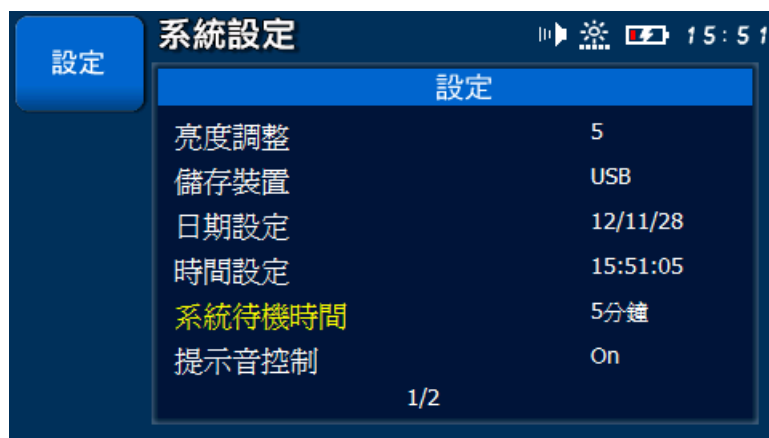 設定
系統設定 15:51
設定
亮度調整 5
儲存裝置 USB
日期設定 12/11/28
時間設定 15:51:05
系統待機時間 5分鐘
提示音控制 On
1/2